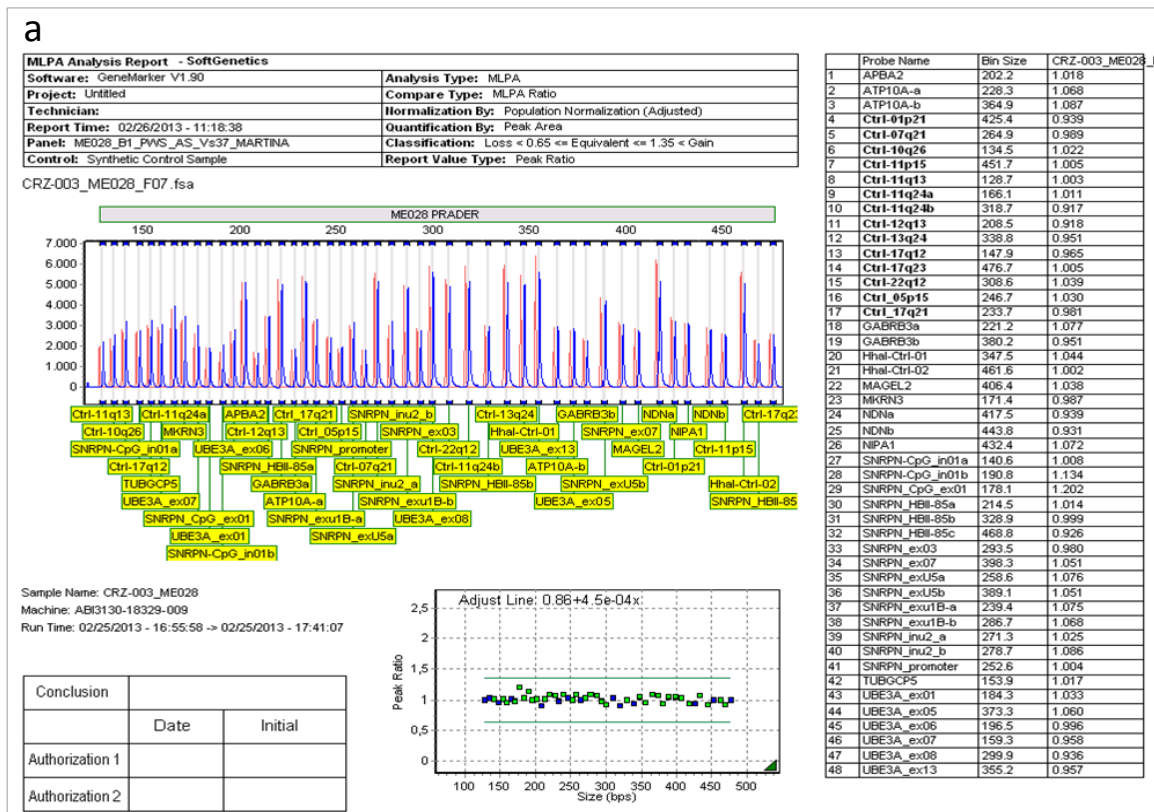 a
MLPA Analysis Report - SoftGenetics
Software: GeneMarker V1.90 Analysis Type: MLPA
Project: Untitled Compare Type: MLPA Ratio
Technician: Normalization By: Population Normalization (Adjusted)
Report Time: 02/26/2013 - 11:18:38 Quantification By: Peak Area
Panel: ME028_B1_PWS_AS_Vs37_MARTINA Classification: Loss < 0.65 <= Equivalent <= 1.35 < Gain
Control: Synthetic Control Sample Report Value Type: Peak Ratio
CRZ-003_ME028_F07.fsa
ME028 PRADER
150 200 250 300 350 400 450
7.000
6.000
5.000
4.000
3.000
2.000
1.000
0
Ctrl-11q13 Ctrl-11q24a APBA2 Ctrl_17q21 SNRPN_inu2_b Ctrl-13q24 GABRB3b NDNa NDNb Ctrl-17q23
Ctrl-10q26 MKRN3 Ctrl-12q13 Ctrl_05p15 SNRPN_ex03 Hhal-Ctrl-01 SNRPN_ex07 NIPA1 Ctrl-11p15
SNRPN-CpG_in01a UBE3A_ex06 SNRPN_promoter Ctrl-22q12 UBE3A_ex13 MAGEL2
Ctrl-17q12 SNRPN_HBII-85a Ctrl-07q21 Ctrl-11q24b ATP10A-b Ctrl-01p21
TUBGCP5 GABRB3a SNRPN_inu2_a SNRPN_HBII-85b SNRPN_exU5b Hhal-Ctrl-02
UBE3A_ex07 ATP10A-a SNRPN_exu1B-b UBE3A_ex05 SNRPN_HBII-85
SNRPN_CpG_ex01 SNRPN_exu1B-a UBE3A_ex08
UBE3A_ex01 SNRPN_exU5a
SNRPN-CpG_in01b
Sample Name: CRZ-003_ME028
Machine: ABI3130-18329-009
Run Time: 02/25/2013 - 16:55:58 -> 02/25/2013 - 17:41:07
Conclusion
Date Initial
Authorization 1
Authorization 2
Adjust Line: 0.86+4.5e-04x
Peak Ratio
2,5
2
1,5
1
0,5
0
100 150 200 250 300 350 400 450 500
Size (bps)
Probe Name Bin Size CRZ-003_ME028_
1 APBA2 202.2 1.018
2 ATP10A-a 228.3 1.068
3 ATP10A-b 364.9 1.087
4 Ctrl-01p21 425.4 0.939
5 Ctrl-07q21 264.9 0.989
6 Ctrl-10q26 134.5 1.022
7 Ctrl-11p15 451.7 1.005
8 Ctrl-11q13 128.7 1.003
9 Ctrl-11q24a 166.1 1.011
10 Ctrl-11q24b 318.7 0.917
11 Ctrl-12q13 208.5 0.918
12 Ctrl-13q24 338.8 0.951
13 Ctrl-17q12 147.9 0.965
14 Ctrl-17q23 476.7 1.005
15 Ctrl-22q12 308.6 1.039
16 Ctrl_05p15 246.7 1.030
17 Ctrl_17q21 233.7 0.981
18 GABRB3a 221.2 1.077
19 GABRB3b 380.2 0.951
20 Hhal-Ctrl-01 347.5 1.044
21 Hhal-Ctrl-02 461.6 1.002
22 MAGEL2 406.4 1.038
23 MKRN3 171.4 0.987
24 NDNa 417.5 0.939
25 NDNb 443.8 0.931
26 NIPA1 432.4 1.072
27 SNRPN-CpG_in01a 140.6 1.008
28 SNRPN-CpG_in01b 190.8 1.134
29 SNRPN_CpG_ex01 178.1 1.202
30 SNRPN_HBII-85a 214.5 1.014
31 SNRPN_HBII-85b 328.9 0.999
32 SNRPN_HBII-85c 468.8 0.926
33 SNRPN_ex03 293.5 0.980
34 SNRPN_ex07 398.3 1.051
35 SNRPN_exU5a 258.6 1.076
36 SNRPN_exU5b 389.1 1.051
37 SNRPN_exu1B-a 239.4 1.075
38 SNRPN_exu1B-b 286.7 1.068
39 SNRPN_inu2_a 271.3 1.025
40 SNRPN_inu2_b 278.7 1.086
41 SNRPN_promoter 252.6 1.004
42 TUBGCP5 153.9 1.017
43 UBE3A_ex01 184.3 1.033
44 UBE3A_ex05 373.3 1.060
45 UBE3A_ex06 196.5 0.996
46 UBE3A_ex07 159.3 0.958
47 UBE3A_ex08 299.9 0.936
48 UBE3A_ex13 355.2 0.957